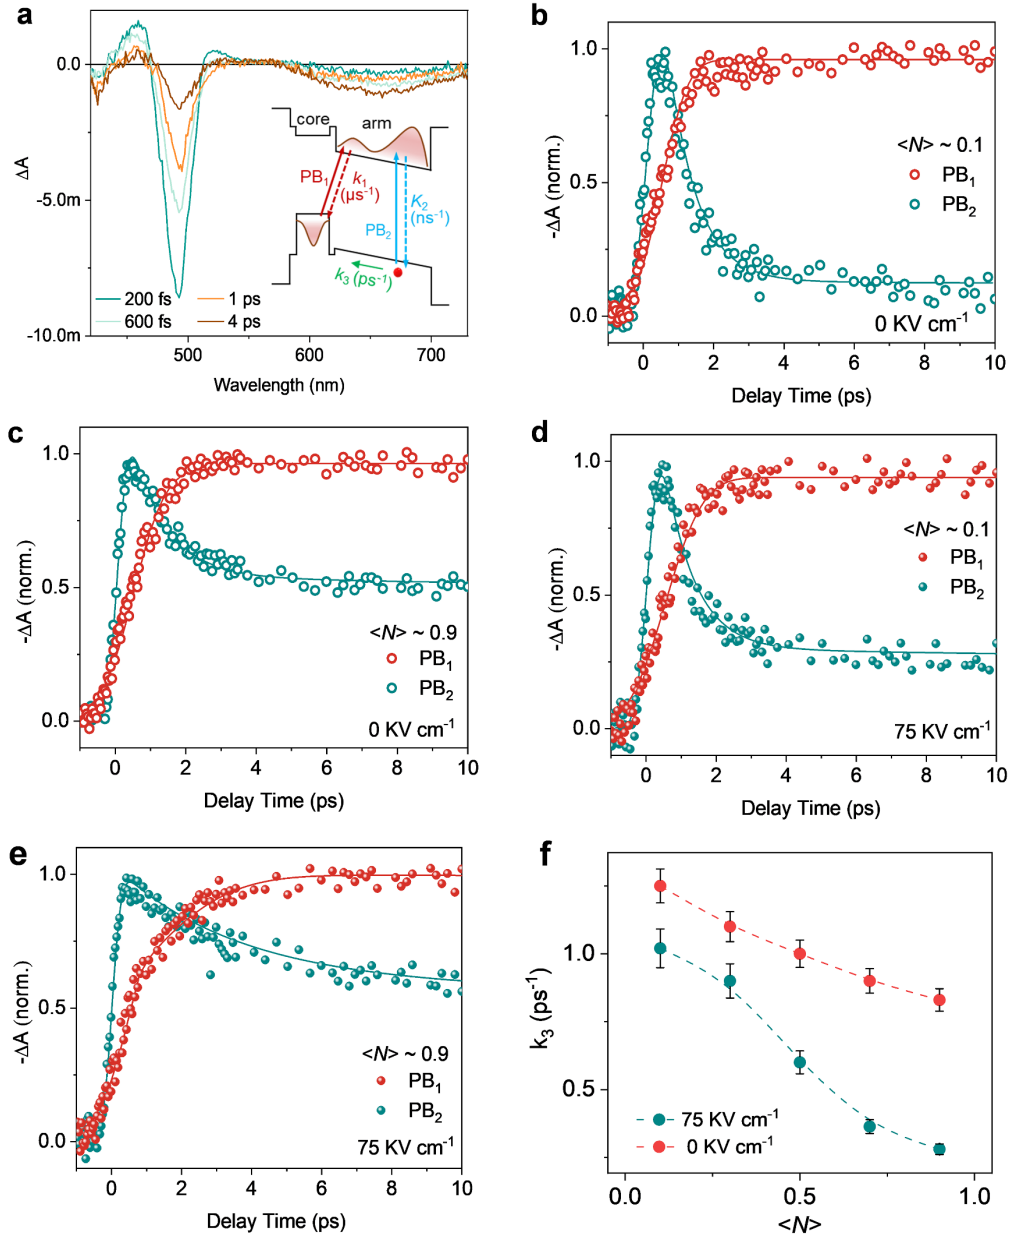 a
0.0
-5.0m
-10.0m
ΔA
core
arm
PB1
k1
(μs-1)
K2
(ns-1)
PB2
k3 (ps-1)
200 fs
1 ps
600 fs
4 ps
500
600
700
Wavelength (nm)
b
1.0
0.5
0.0
-ΔA (norm.)
<N> ~ 0.1
PB1
PB2
0 KV cm-1
0
2
4
6
8
10
Delay Time (ps)
c
1.0
0.5
0.0
-ΔA (norm.)
<N> ~ 0.9
PB1
PB2
0 KV cm-1
0
2
4
6
8
10
Delay Time (ps)
d
1.0
0.5
0.0
-ΔA (norm.)
<N> ~ 0.1
PB1
PB2
75 KV cm-1
0
2
4
6
8
10
Delay Time (ps)
e
1.0
0.5
0.0
-ΔA (norm.)
<N> ~ 0.9
PB1
PB2
75 KV cm-1
0
2
4
6
8
10
Delay Time (ps)
f
1.0
0.5
k3 (ps-1)
75 KV cm-1
0 KV cm-1
0.0
0.5
1.0
<N>